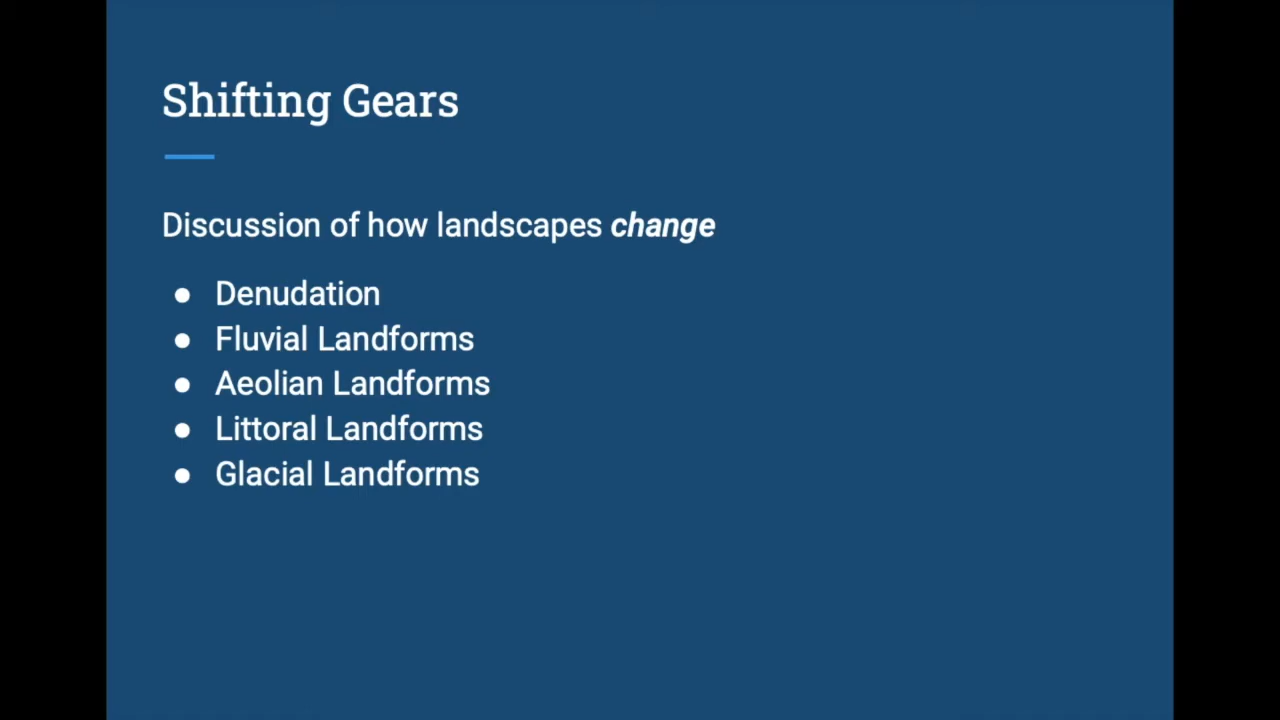 Shifting Gears
Discussion of how landscapes change
● Denudation
● Fluvial Landforms
● Aeolian Landforms
● Littoral Landforms
● Glacial Landforms